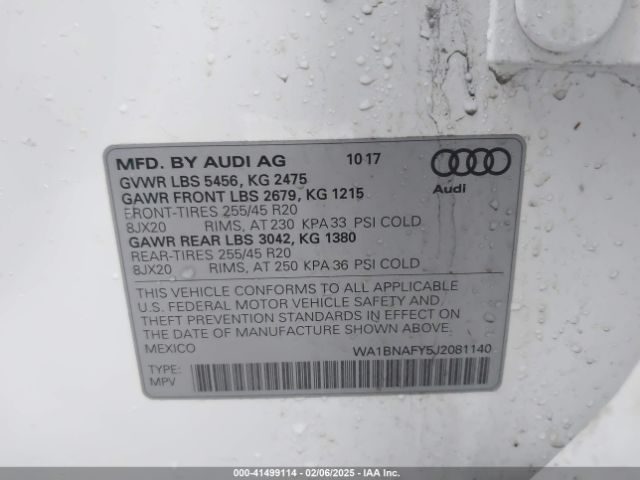 MFD. BY AUDI AG 10 17
GVWR LBS 5456, KG 2475
GAWR FRONT LBS 2679, KG 1215
FRONT-TIRES 255/45 R20
8JX20 RIMS, AT 230 KPA 33 PSI COLD
GAWR REAR LBS 3042, KG 1380
REAR-TIRES 255/45 R20
8JX20 RIMS, AT 250 KPA 36 PSI COLD
Audi
THIS VEHICLE CONFORMS TO ALL APPLICABLE
U.S. FEDERAL MOTOR VEHICLE SAFETY AND
THEFT PREVENTION STANDARDS IN EFFECT ON
THE DATE OF MANUFACTURE SHOWN ABOVE.
MEXICO WA1BNAFY5J2081140
TYPE:
MPV
000-41499114 - 02/06/2025 - IAA Inc.